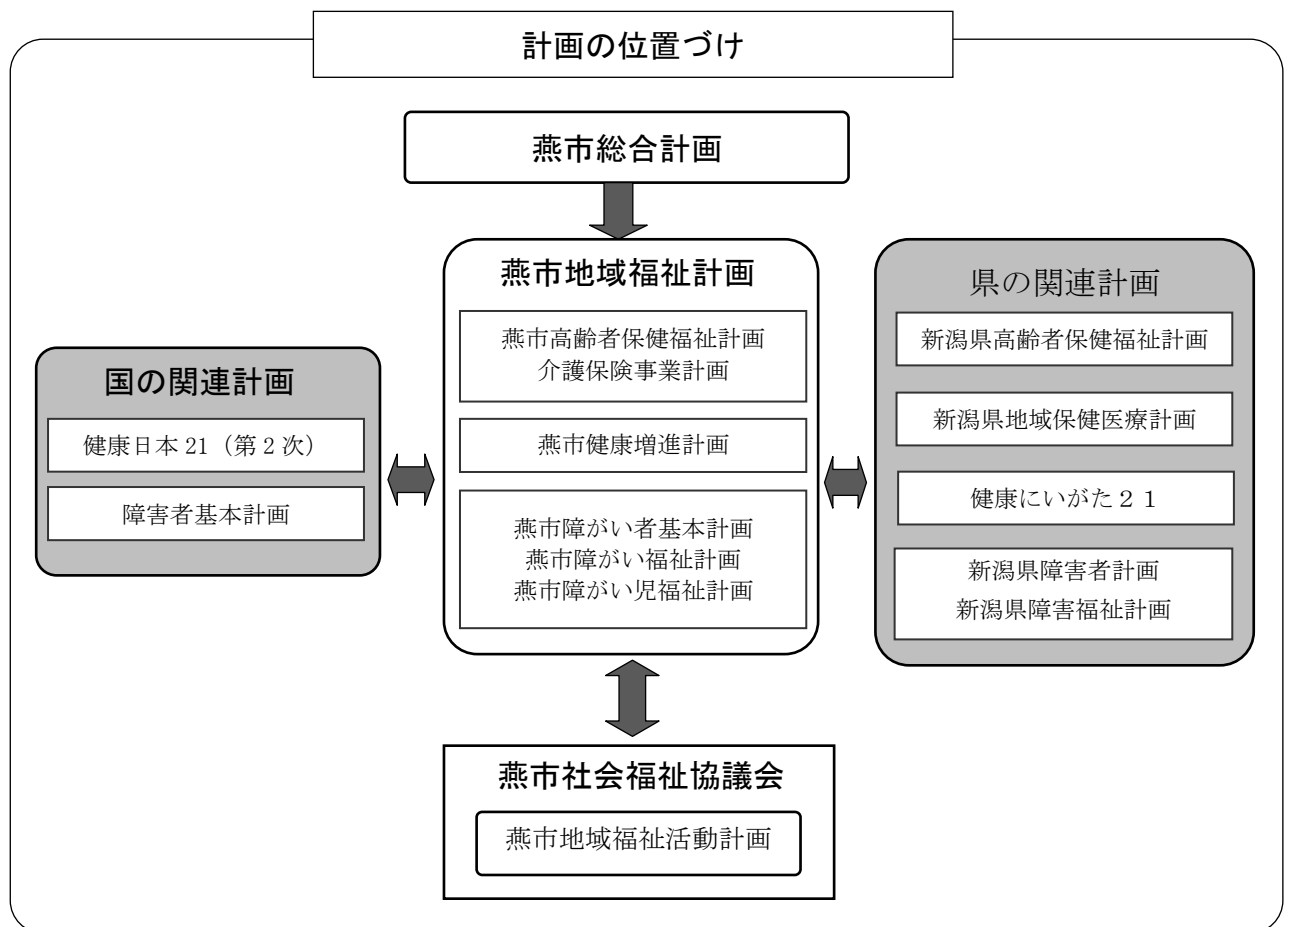 計画の位置づけ
燕市総合計画
燕市地域福祉計画
燕市高齢者保健福祉計画
介護保険事業計画
燕市健康増進計画
燕市障がい者基本計画
燕市障がい福祉計画
燕市障がい児福祉計画
国の関連計画
健康日本 21（第 2 次）
障害者基本計画
県の関連計画
新潟県高齢者保健福祉計画
新潟県地域保健医療計画
健康にいがた２１
新潟県障害者計画
新潟県障害福祉計画
燕市社会福祉協議会
燕市地域福祉活動計画